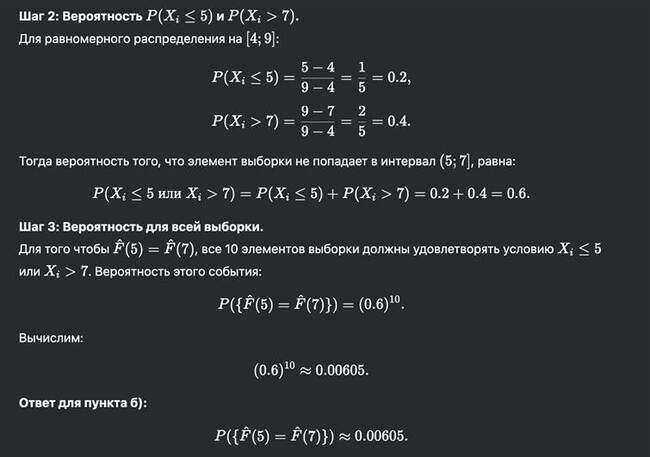 Шаг 2: Вероятность P(X_i ≤ 5) и P(X_i > 7).
Для равномерного распределения на [4; 9]:
P(X_i ≤ 5) = \frac{5 − 4}{9 − 4} = \frac{1}{5} = 0.2,
P(X_i > 7) = \frac{9 − 7}{9 − 4} = \frac{2}{5} = 0.4.
Тогда вероятность того, что элемент выборки не попадает в интервал (5; 7], равна:
P(X_i ≤ 5 или X_i > 7) = P(X_i ≤ 5) + P(X_i > 7) = 0.2 + 0.4 = 0.6.
Шаг 3: Вероятность для всей выборки.
Для того чтобы F̂(5) = F̂(7), все 10 элементов выборки должны удовлетворять условию X_i ≤ 5
или X_i > 7. Вероятность этого события:
P({F̂(5) = F̂(7)}) = (0.6)^{10}.
Вычислим:
(0.6)^{10} ≈ 0.00605.
Ответ для пункта б):
P({F̂(5) = F̂(7)}) ≈ 0.00605.